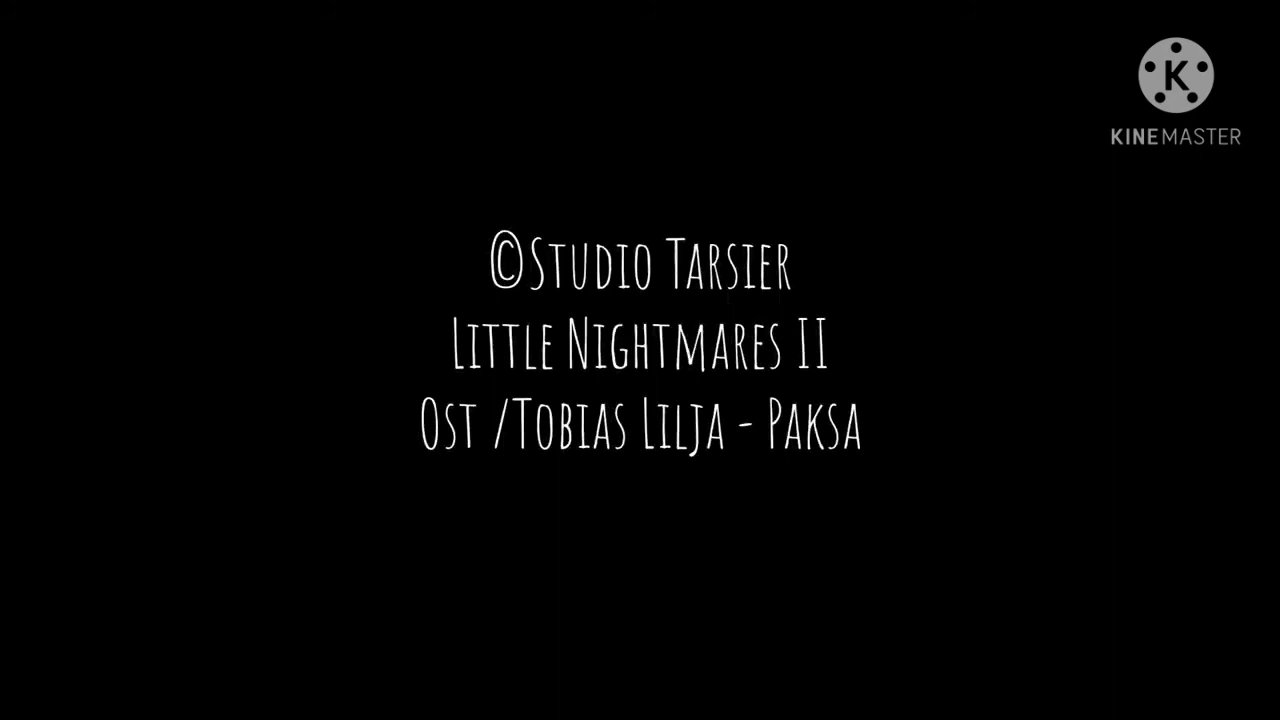 K
KINEMASTER
©Studio Tarsier
Little Nightmares II
Ost /Tobias Lilja - Paksa